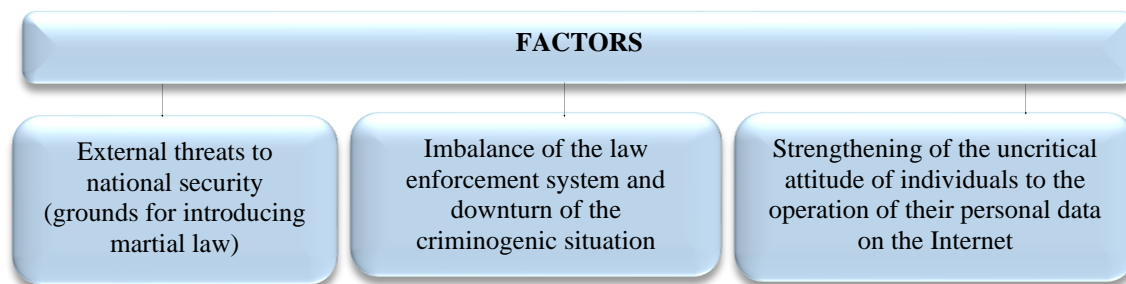 FACTORS
External threats to
national security
(grounds for introducing
martial law)
Imbalance of the law
enforcement system and
downturn of the
criminogenic situation
Strengthening of the uncritical
attitude of individuals to the
operation of their personal data
on the Internet